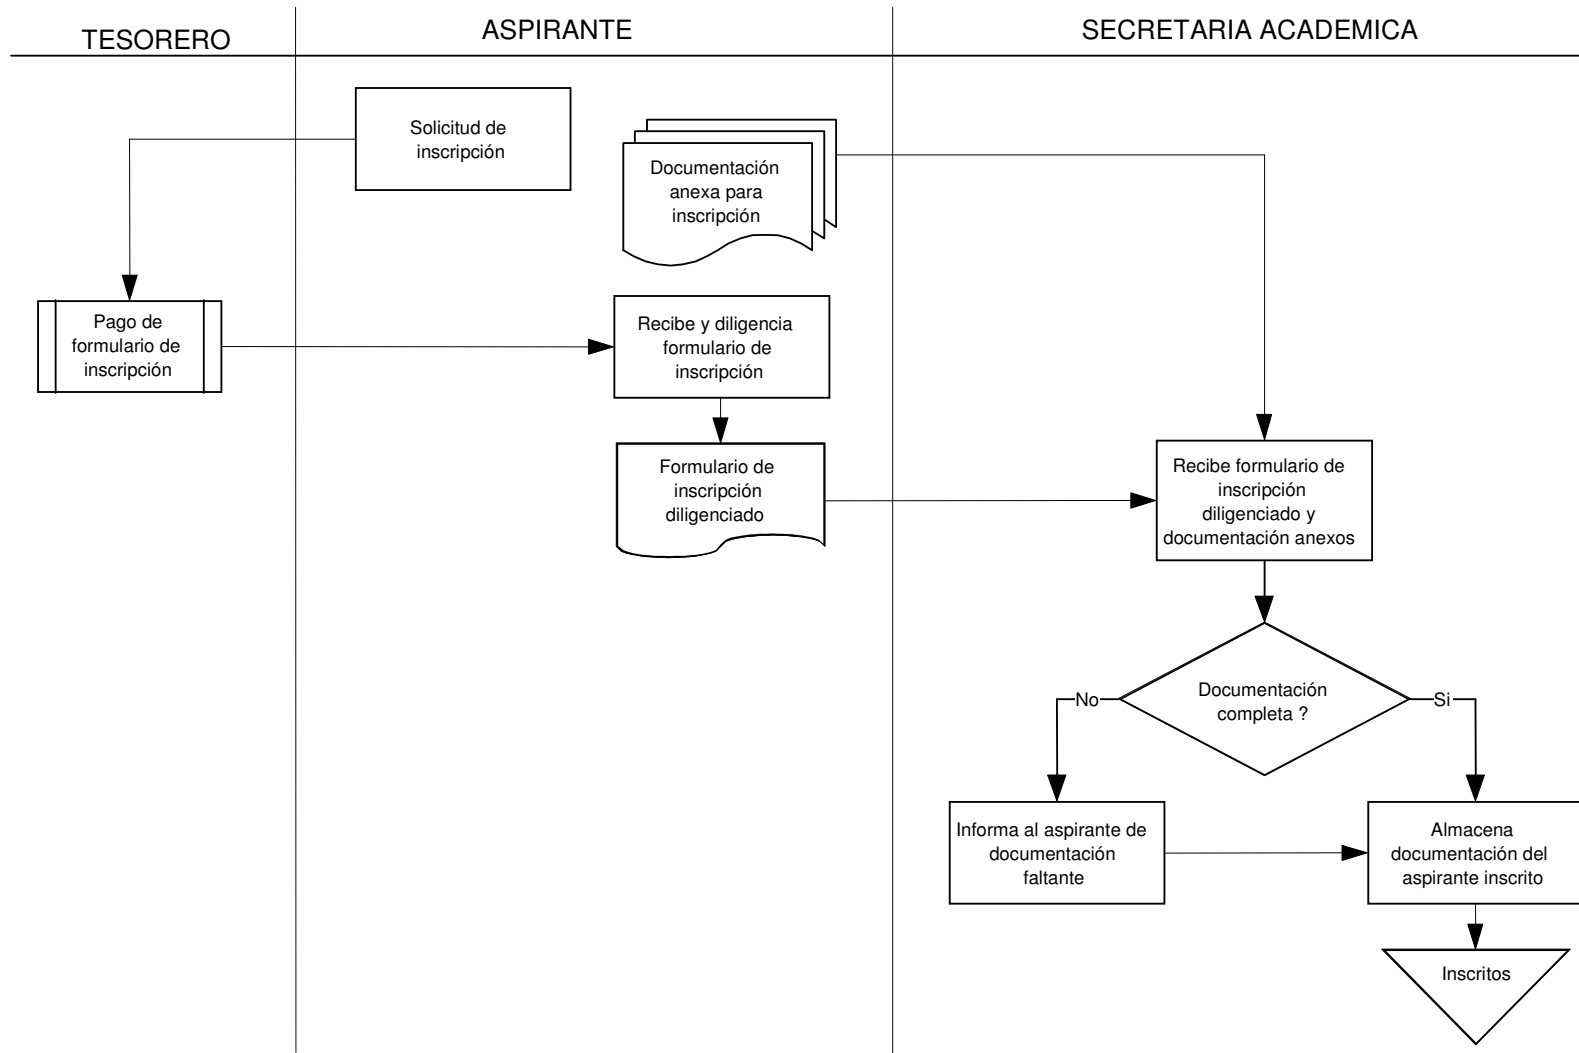 TESORERO
ASPIRANTE
SECRETARIA ACADEMICA
Solicitud de
inscripción
Documentación
anexa para
inscripción
Pago de
formulario de
inscripción
Recibe y diligencia
formulario de
inscripción
Formulario de
inscripción
diligenciado
Recibe formulario de
inscripción
diligenciado y
documentación anexos
Documentación
completa ?
No
Si
Informa al aspirante de
documentación
faltante
Almacena
documentación del
aspirante inscrito
Inscritos